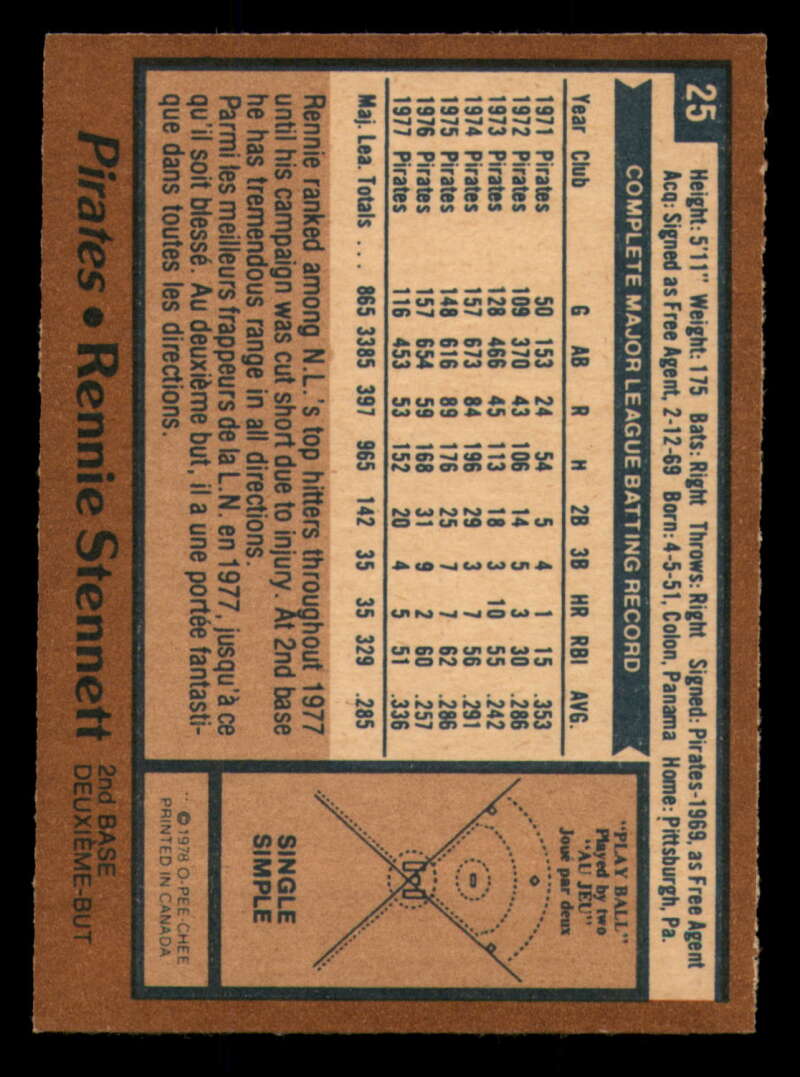 25
Height: 5'11" Weight: 175 Bats: Right Throws: Right Signed: Pirates-1969, as Free Agent
Acq: Signed as Free Agent, 2-12-69 Born: 4-5-51, Colon, Panama Home: Pittsburgh, Pa.
COMPLETE MAJOR LEAGUE BATTING RECORD
Year Club G AB R H 2B 3B HR RBI AVG.
1971 Pirates 50 153 24 54 5 4 1 15 .353
1972 Pirates 109 370 43 106 14 5 3 30 .286
1973 Pirates 128 466 45 113 18 3 10 55 .242
1974 Pirates 157 673 84 196 29 3 7 56 .291
1975 Pirates 148 616 89 176 25 7 7 62 .286
1976 Pirates 157 654 59 168 31 9 2 60 .257
1977 Pirates 116 453 53 152 20 4 5 51 .336
Maj. Lea. Totals . . . 865 3385 397 965 142 35 35 329 .285
Rennie ranked among N.L.'s top hitters throughout 1977
until his campaign was cut short due to injury. At 2nd base
he has tremendous range in all directions.
Parmi les meilleurs frappeurs de la L.N. en 1977, jusqu'à ce
qu'il soit blessé. Au deuxième but, il a une portée fantasti-
que dans toutes les directions.
"PLAY BALL"
Played by two
"AU JEU"
Joué par deux
SINGLE
SIMPLE
© 1978 O-PEE-CHEE
PRINTED IN CANADA
Pirates • Rennie Stennett
2nd BASE
DEUXIÈME-BUT